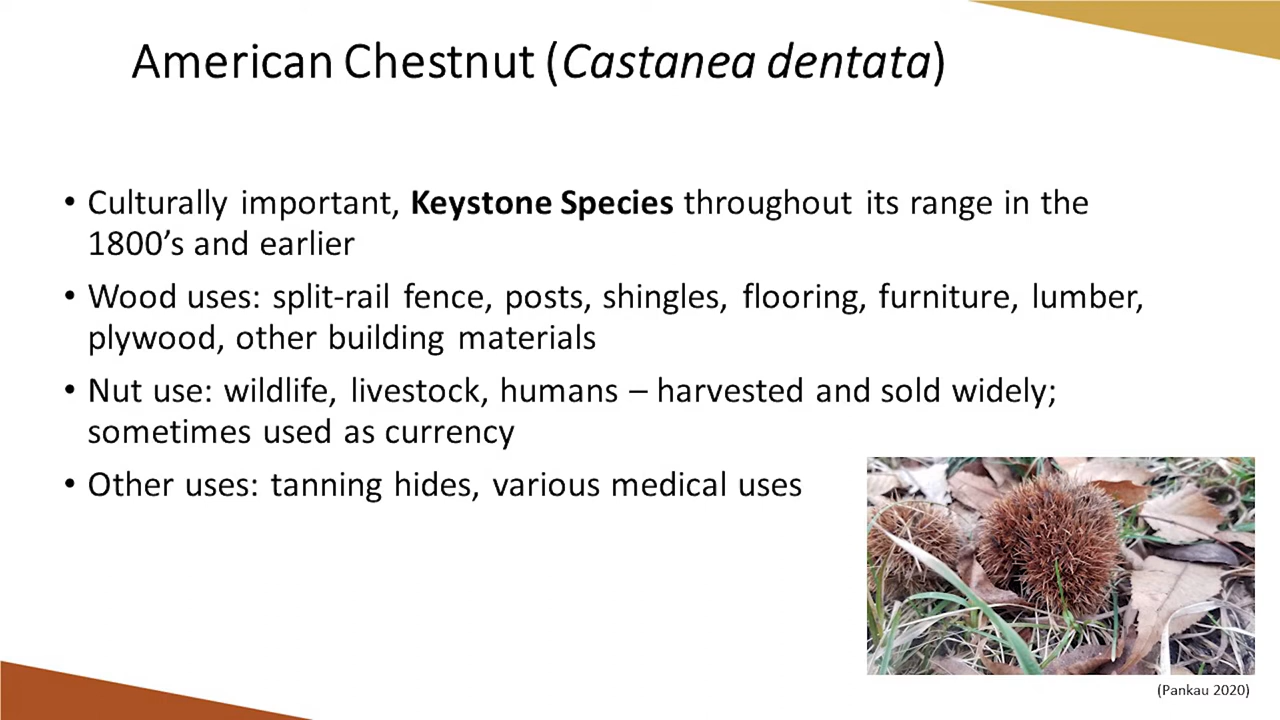 American Chestnut (Castanea dentata)
• Culturally important, Keystone Species throughout its range in the
1800’s and earlier
• Wood uses: split-rail fence, posts, shingles, flooring, furniture, lumber,
plywood, other building materials
• Nut use: wildlife, livestock, humans – harvested and sold widely;
sometimes used as currency
• Other uses: tanning hides, various medical uses
(Pankau 2020)